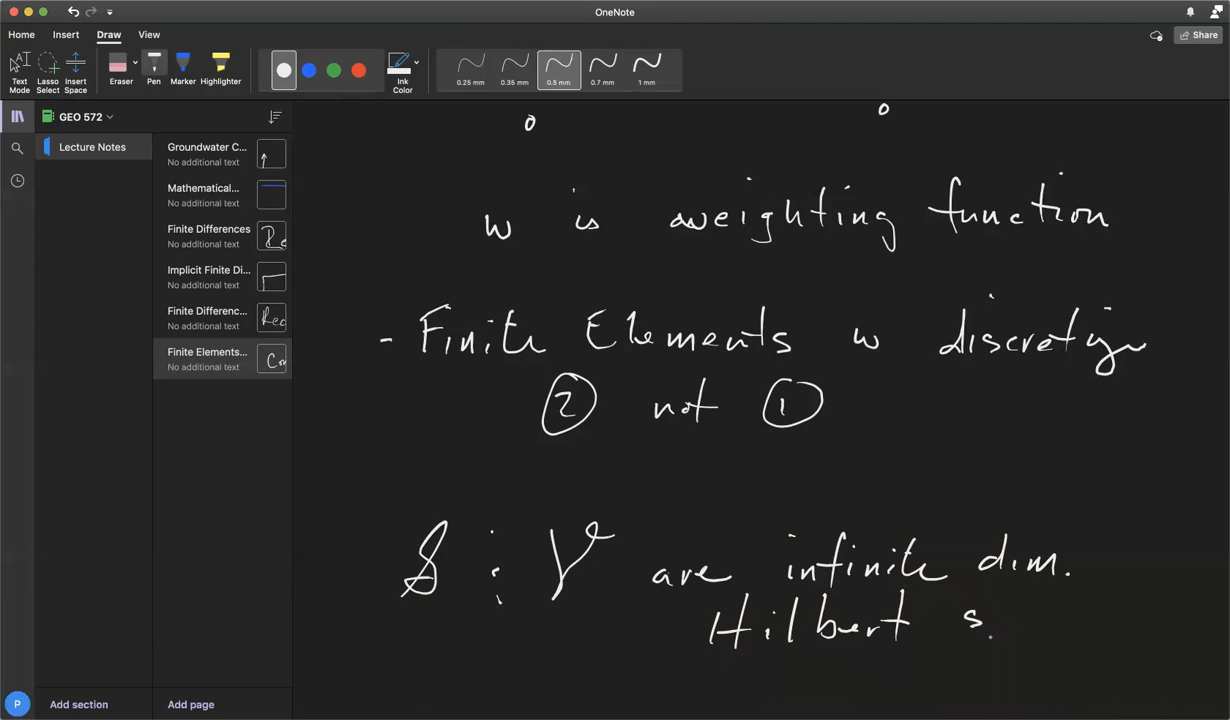 OneNote
Home Insert Draw View
Share
Text Mode
Lasso Select
Insert Space
Eraser
Pen
Marker
Highlighter
Ink Color
0.25 mm
0.35 mm
0.5 mm
0.7 mm
1 mm
GEO 572
Lecture Notes
Groundwater C...
No additional text
Mathematical...
No additional text
Finite Differences
No additional text
Implicit Finite Di...
No additional text
Finite Differenc...
No additional text
Finite Elements...
No additional text
P
Add section
Add page
0 0
w is weighting function
- Finite Elements w discretize
② not ①
S : V are infinite dim.
Hilbert s